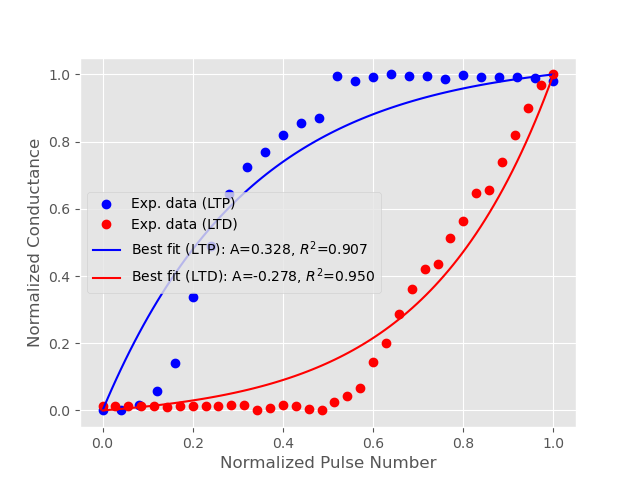 Normalized Conductance
1.0
0.8
0.6
0.4
0.2
0.0
Exp. data (LTP)
Exp. data (LTD)
Best fit (LTP): A=0.328, R²=0.907
Best fit (LTD): A=-0.278, R²=0.950
0.0 0.2 0.4 0.6 0.8 1.0
Normalized Pulse Number